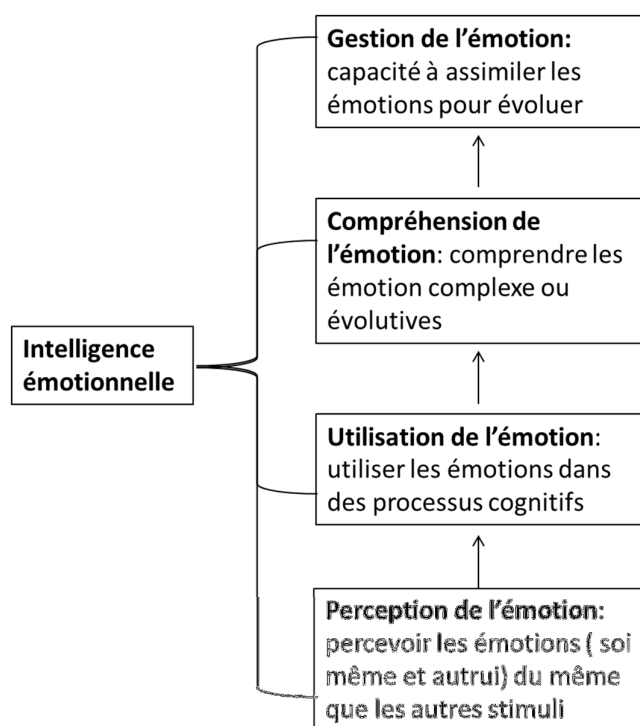 Gestion de l'émotion:
capacité à assimiler les
émotions pour évoluer
Compréhension de
l'émotion: comprendre les
émotion complexe ou
évolutives
Intelligence
émotionnelle
Utilisation de l'émotion:
utiliser les émotions dans
des processus cognitifs
Perception de l'émotion:
percevoir les émotions ( soi
même et autrui) du même
que les autres stimuli